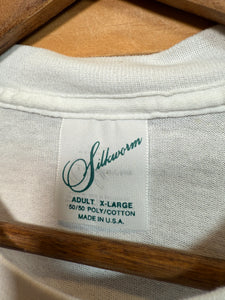 Silkworm
ADULT X-LARGE
50/50 POLY/COTTON
MADE IN U.S.A.